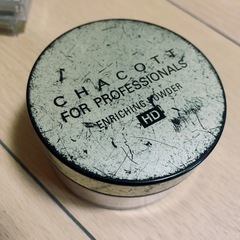 CHACOTT
FOR PROFESSIONALS
ENRICHING POWDER
HD